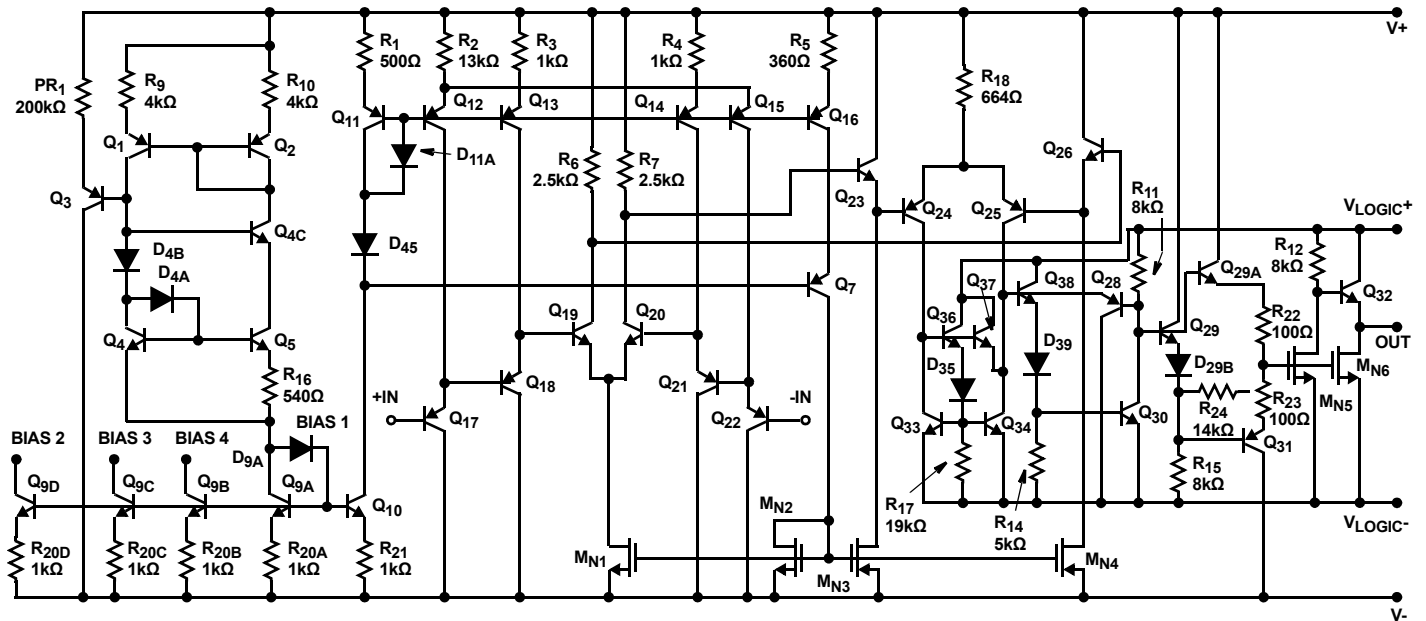 V+
PR1
200kΩ
R9
4kΩ
R10
4kΩ
R1
500Ω
R2
13kΩ
R3
1kΩ
R4
1kΩ
R5
360Ω
R18
664Ω
Q1
Q2
Q3
Q11
Q12
Q13
Q14
Q15
Q16
D11A
R6
2.5kΩ
R7
2.5kΩ
Q23
Q24
Q25
Q26
R11
8kΩ
VLOGIC+
Q4C
D4B
D4A
D45
Q7
Q4
Q5
R16
540Ω
Q19
Q20
Q18
Q21
Q36
Q37
Q38
Q28
Q29A
R12
8kΩ
Q32
OUT
D35
D39
Q29
D29B
R22
100Ω
MN5
MN6
R23
100Ω
R24
14kΩ
+IN
Q17
Q22
-IN
Q33
Q34
Q30
Q31
R15
8kΩ
BIAS 2
BIAS 3
BIAS 4
BIAS 1
D9A
Q9D
Q9C
Q9B
Q9A
Q10
R17
19kΩ
R14
5kΩ
VLOGIC-
R20D
1kΩ
R20C
1kΩ
R20B
1kΩ
R20A
1kΩ
R21
1kΩ
MN1
MN2
MN3
MN4
V-